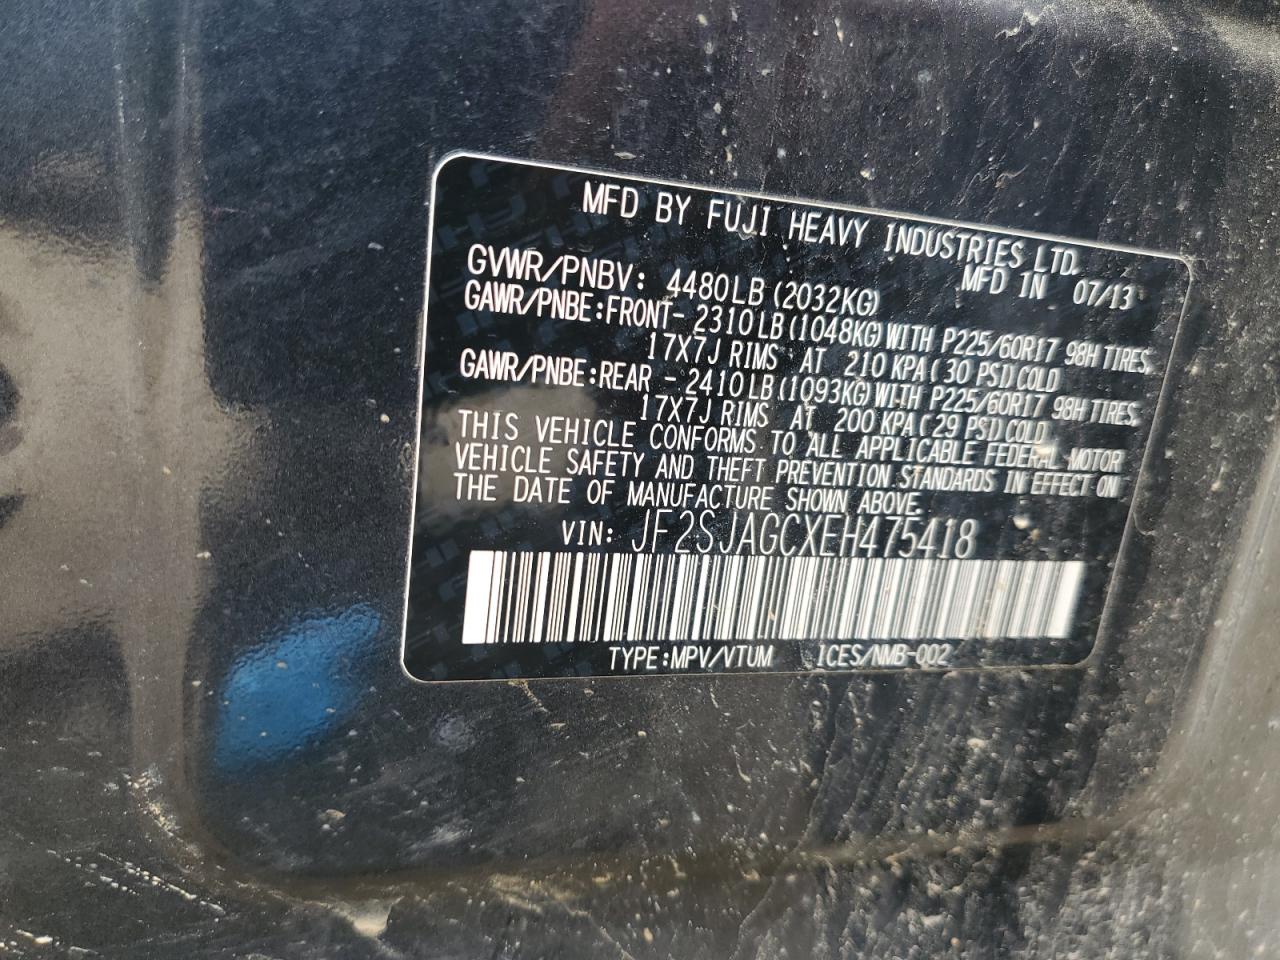 MFD BY FUJI HEAVY INDUSTRIES LTD.
MFD IN 07/13
GVWR/PNBV: 4480LB (2032KG)
GAWR/PNBE:FRONT- 2310LB (1048KG) WITH P225/60R17 98H TIRES,
17X7J RIMS AT 210 KPA (30 PSI) COLD
GAWR/PNBE:REAR - 2410LB (1093KG) WITH P225/60R17 98H TIRES,
17X7J RIMS AT 200 KPA (29 PSI) COLD
THIS VEHICLE CONFORMS TO ALL APPLICABLE FEDERAL MOTOR
VEHICLE SAFETY AND THEFT PREVENTION STANDARDS IN EFFECT ON
THE DATE OF MANUFACTURE SHOWN ABOVE.
VIN: JF2SJAGCXEH475418
TYPE:MPV/VTUM ICES/NMB-002